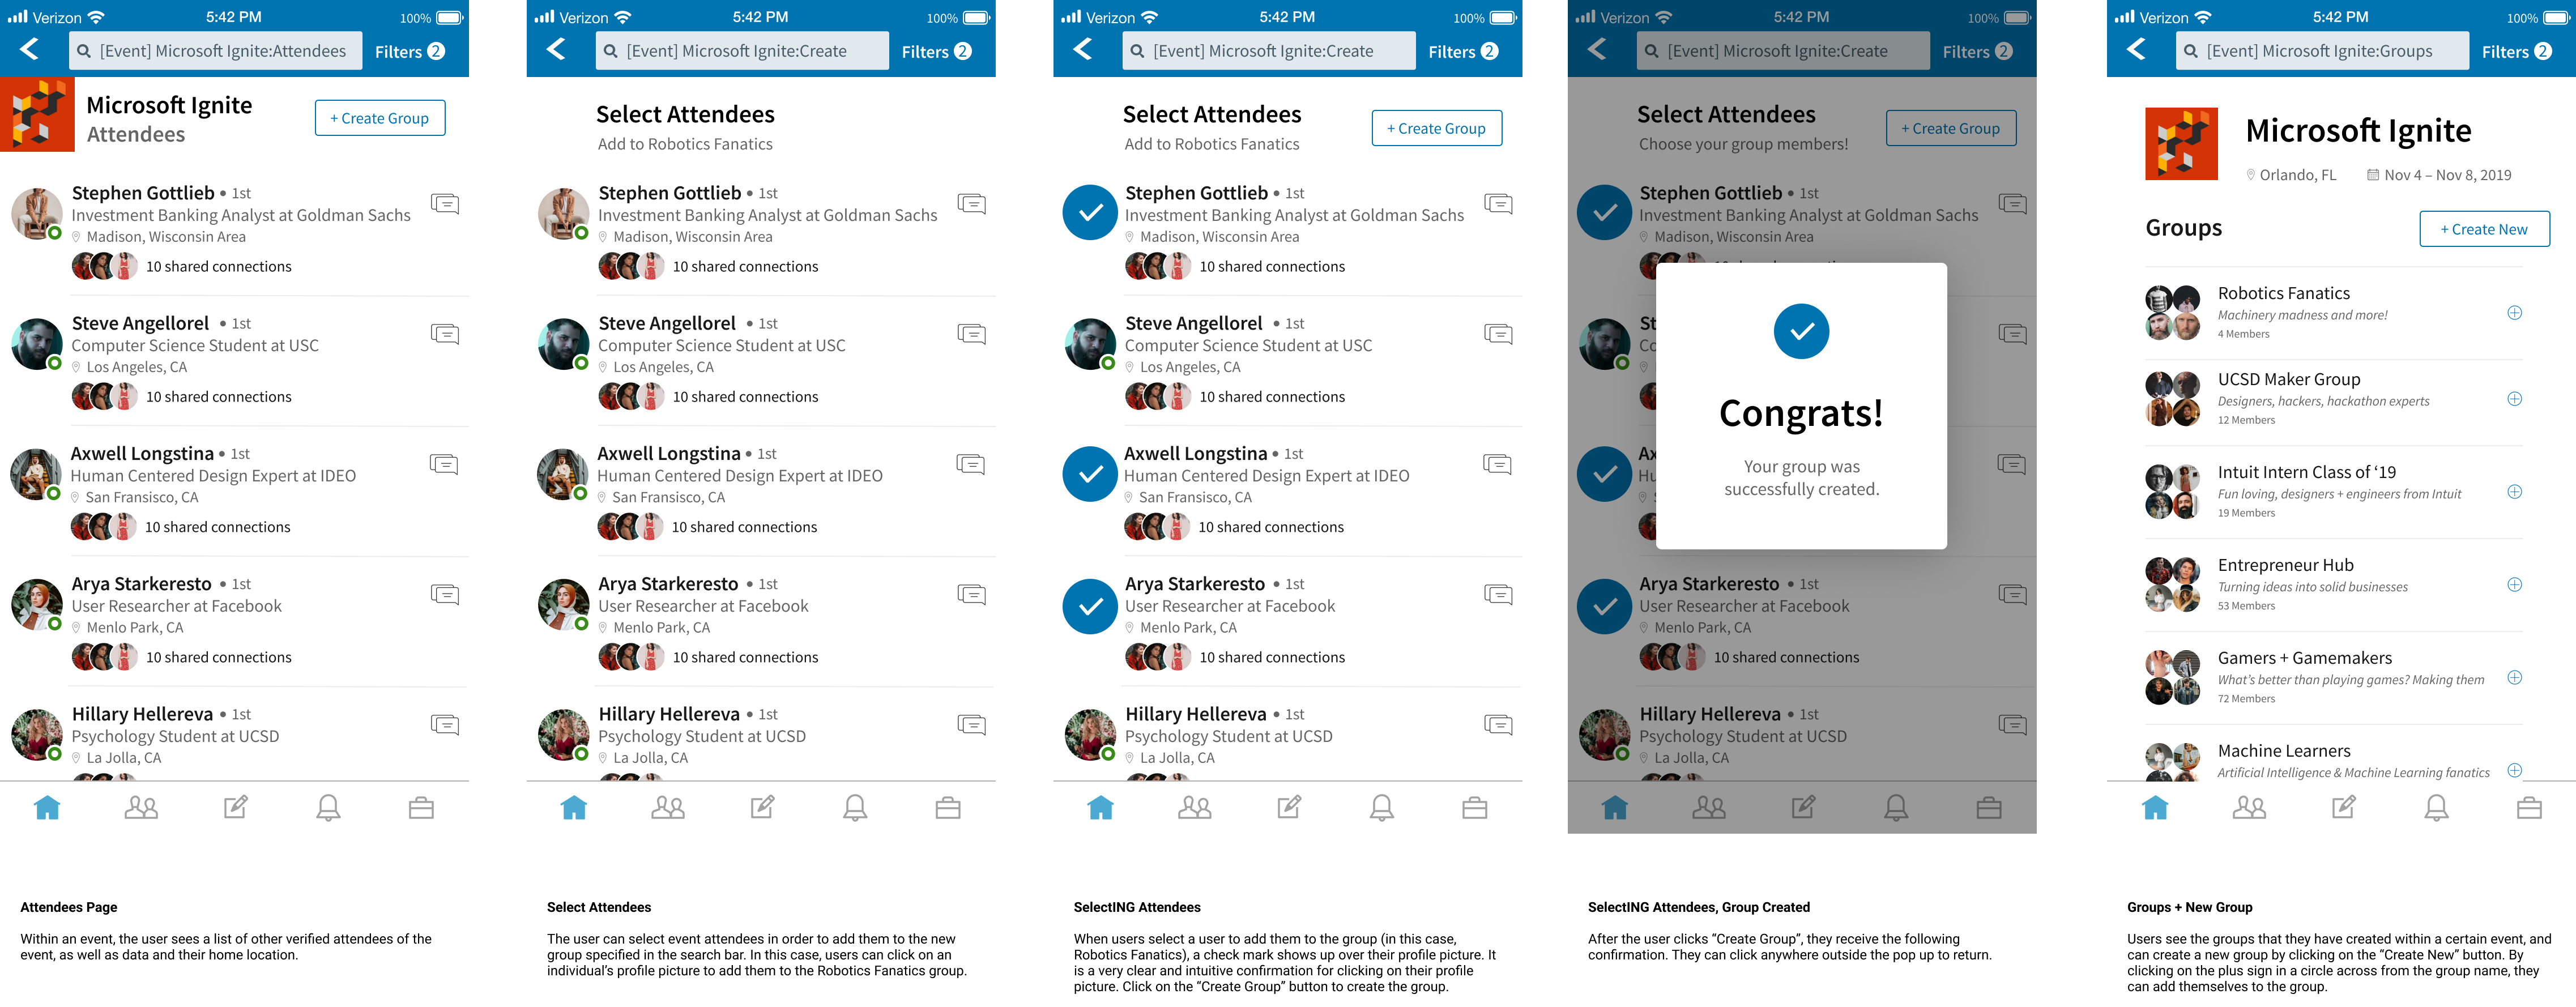 Verizon
5:42 PM
100%
[Event] Microsoft Ignite:Attendees
Filters 2
Microsoft Ignite
Attendees
+ Create Group
Stephen Gottlieb • 1st
Investment Banking Analyst at Goldman Sachs
Madison, Wisconsin Area
10 shared connections
Steve Angellorel • 1st
Computer Science Student at USC
Los Angeles, CA
10 shared connections
Axwell Longstina • 1st
Human Centered Design Expert at IDEO
San Fransisco, CA
10 shared connections
Arya Starkeresto • 1st
User Researcher at Facebook
Menlo Park, CA
10 shared connections
Hillary Hellereva • 1st
Psychology Student at UCSD
La Jolla, CA
Attendees Page
Within an event, the user sees a list of other verified attendees of the
event, as well as data and their home location.
Verizon
5:42 PM
100%
[Event] Microsoft Ignite:Create
Filters 2
Select Attendees
Add to Robotics Fanatics
Stephen Gottlieb • 1st
Investment Banking Analyst at Goldman Sachs
Madison, Wisconsin Area
10 shared connections
Steve Angellorel • 1st
Computer Science Student at USC
Los Angeles, CA
10 shared connections
Axwell Longstina • 1st
Human Centered Design Expert at IDEO
San Fransisco, CA
10 shared connections
Arya Starkeresto • 1st
User Researcher at Facebook
Menlo Park, CA
10 shared connections
Hillary Hellereva • 1st
Psychology Student at UCSD
La Jolla, CA
Select Attendees
The user can select event attendees in order to add them to the new
group specified in the search bar. In this case, users can click on an
individual's profile picture to add them to the Robotics Fanatics group.
Verizon
5:42 PM
100%
[Event] Microsoft Ignite:Create
Filters 2
Select Attendees
Add to Robotics Fanatics
+ Create Group
Stephen Gottlieb • 1st
Investment Banking Analyst at Goldman Sachs
Madison, Wisconsin Area
10 shared connections
Steve Angellorel • 1st
Computer Science Student at USC
Los Angeles, CA
10 shared connections
Axwell Longstina • 1st
Human Centered Design Expert at IDEO
San Fransisco, CA
10 shared connections
Arya Starkeresto • 1st
User Researcher at Facebook
Menlo Park, CA
10 shared connections
Hillary Hellereva • 1st
Psychology Student at UCSD
La Jolla, CA
SelectING Attendees
When users select a user to add them to the group (in this case,
Robotics Fanatics), a check mark shows up over their profile picture. It
is a very clear and intuitive confirmation for clicking on their profile
picture. Click on the “Create Group” button to create the group.
Verizon
5:42 PM
100%
[Event] Microsoft Ignite:Create
Filters 2
Select Attendees
Choose your group members!
+ Create Group
Stephen Gottlieb • 1st
Investment Banking Analyst at Goldman Sachs
Madison, Wisconsin Area
St
Co
Ax
Hu
Congrats!
Your group was
successfully created.
Arya Starkeresto • 1st
User Researcher at Facebook
Menlo Park, CA
10 shared connections
Hillary Hellereva • 1st
Psychology Student at UCSD
La Jolla, CA
SelectING Attendees, Group Created
After the user clicks “Create Group”, they receive the following
confirmation. They can click anywhere outside the pop up to return.
Verizon
5:42 PM
100%
[Event] Microsoft Ignite:Groups
Filters 2
Microsoft Ignite
Orlando, FL
Nov 4 – Nov 8, 2019
Groups
+ Create New
Robotics Fanatics
Machinery madness and more!
4 Members
UCSD Maker Group
Designers, hackers, hackathon experts
12 Members
Intuit Intern Class of ‘19
Fun loving, designers + engineers from Intuit
19 Members
Entrepreneur Hub
Turning ideas into solid businesses
53 Members
Gamers + Gamemakers
What’s better than playing games? Making them
72 Members
Machine Learners
Artificial Intelligence & Machine Learning fanatics
Groups + New Group
Users see the groups that they have created within a certain event, and
can create a new group by clicking on the “Create New” button. By
clicking on the plus sign in a circle across from the group name, they
can add themselves to the group.